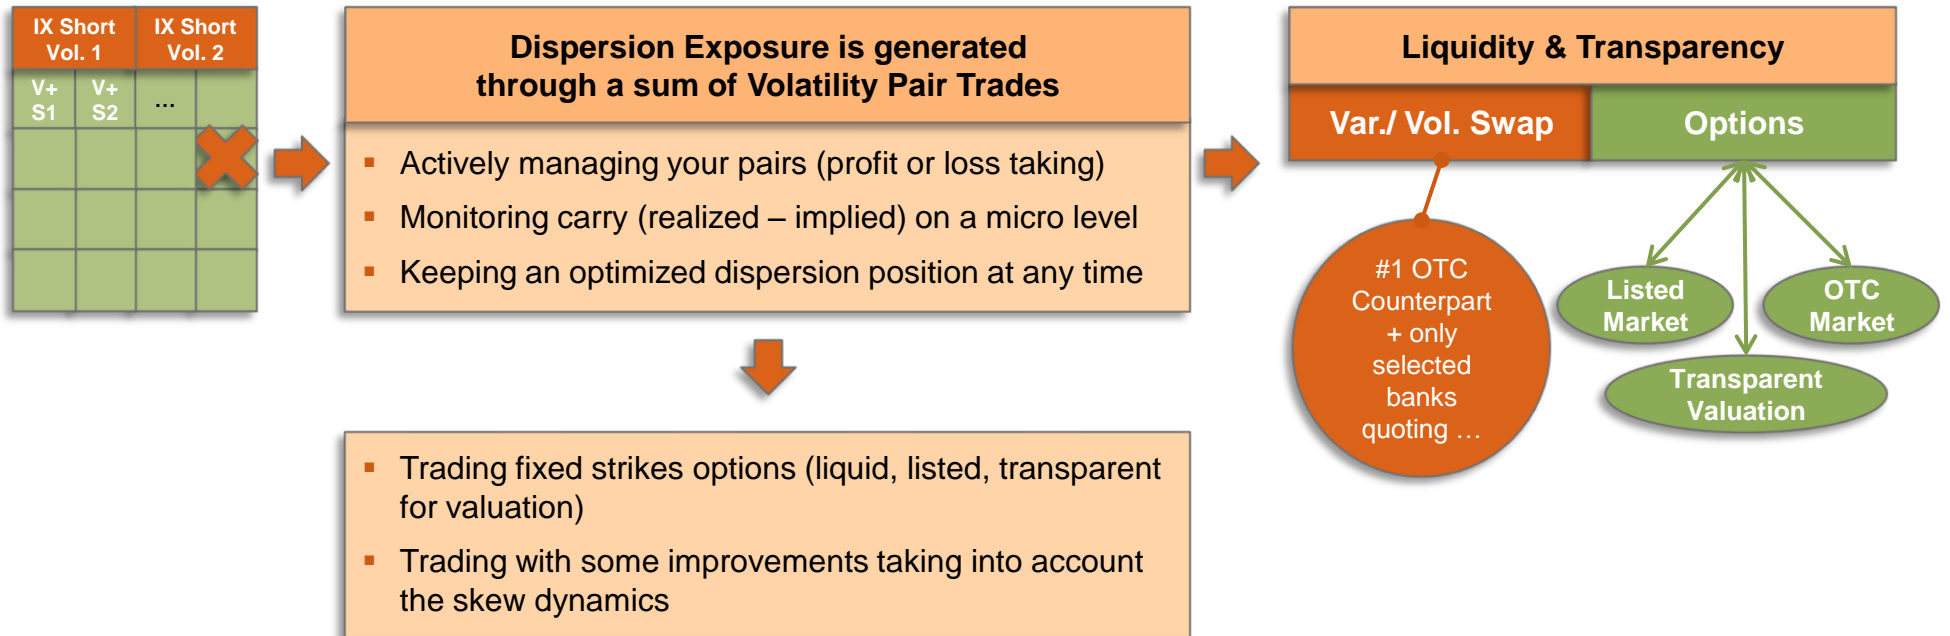 IX Short
Vol. 1
IX Short
Vol. 2
V+
S1
V+
S2
...
Dispersion Exposure is generated
through a sum of Volatility Pair Trades
▪ Actively managing your pairs (profit or loss taking)
▪ Monitoring carry (realized – implied) on a micro level
▪ Keeping an optimized dispersion position at any time
▪ Trading fixed strikes options (liquid, listed, transparent
for valuation)
▪ Trading with some improvements taking into account
the skew dynamics
Liquidity & Transparency
Var./ Vol. Swap
Options
#1 OTC
Counterpart
+ only
selected
banks
quoting …
Listed
Market
OTC
Market
Transparent
Valuation